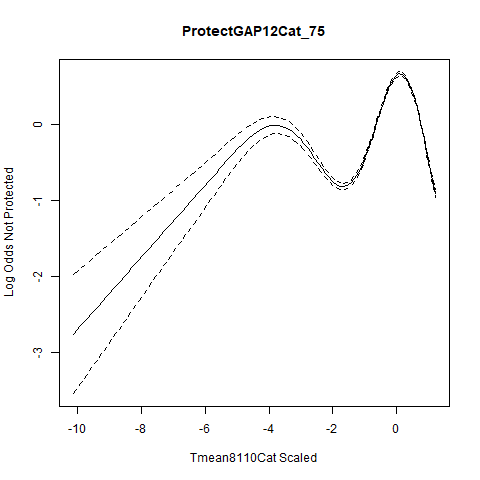 ProtectGAP12Cat_75
Log Odds Not Protected
0
-1
-2
-3
-10 -8 -6 -4 -2 0
Tmean8110Cat Scaled